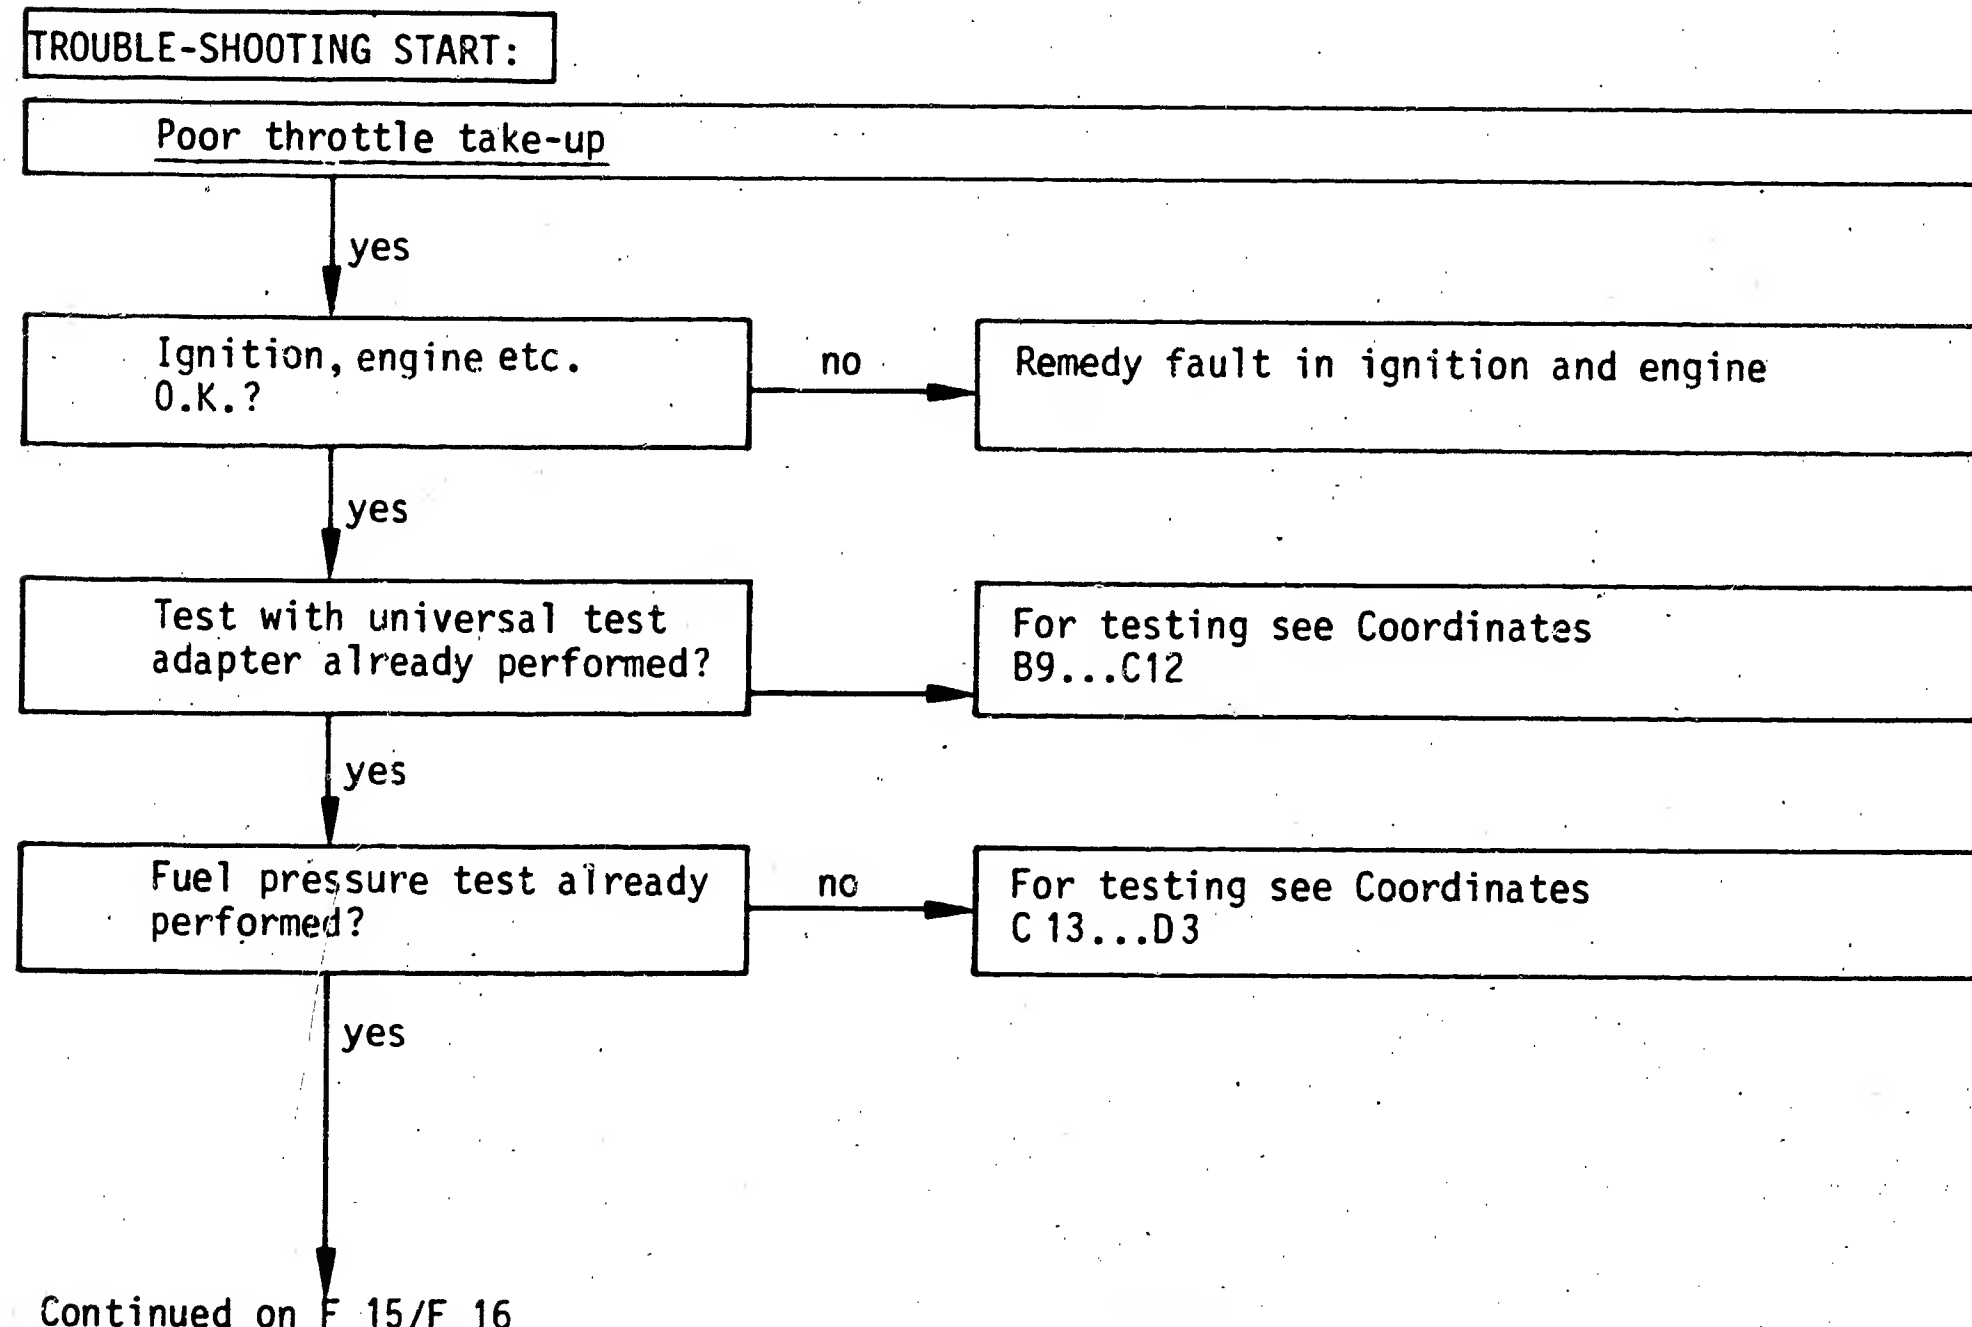 TROUBLE-SHOOTING START:
Poor throttle take-up
yes
Ignition, engine etc.
O.K.?
no
Remedy fault in ignition and engine
yes
Test with universal test
adapter already performed?
For testing see Coordinates
B9...C12
yes
Fuel pressure test already
performed?
no
For testing see Coordinates
C 13...D3
yes
Continued on F 15/F 16